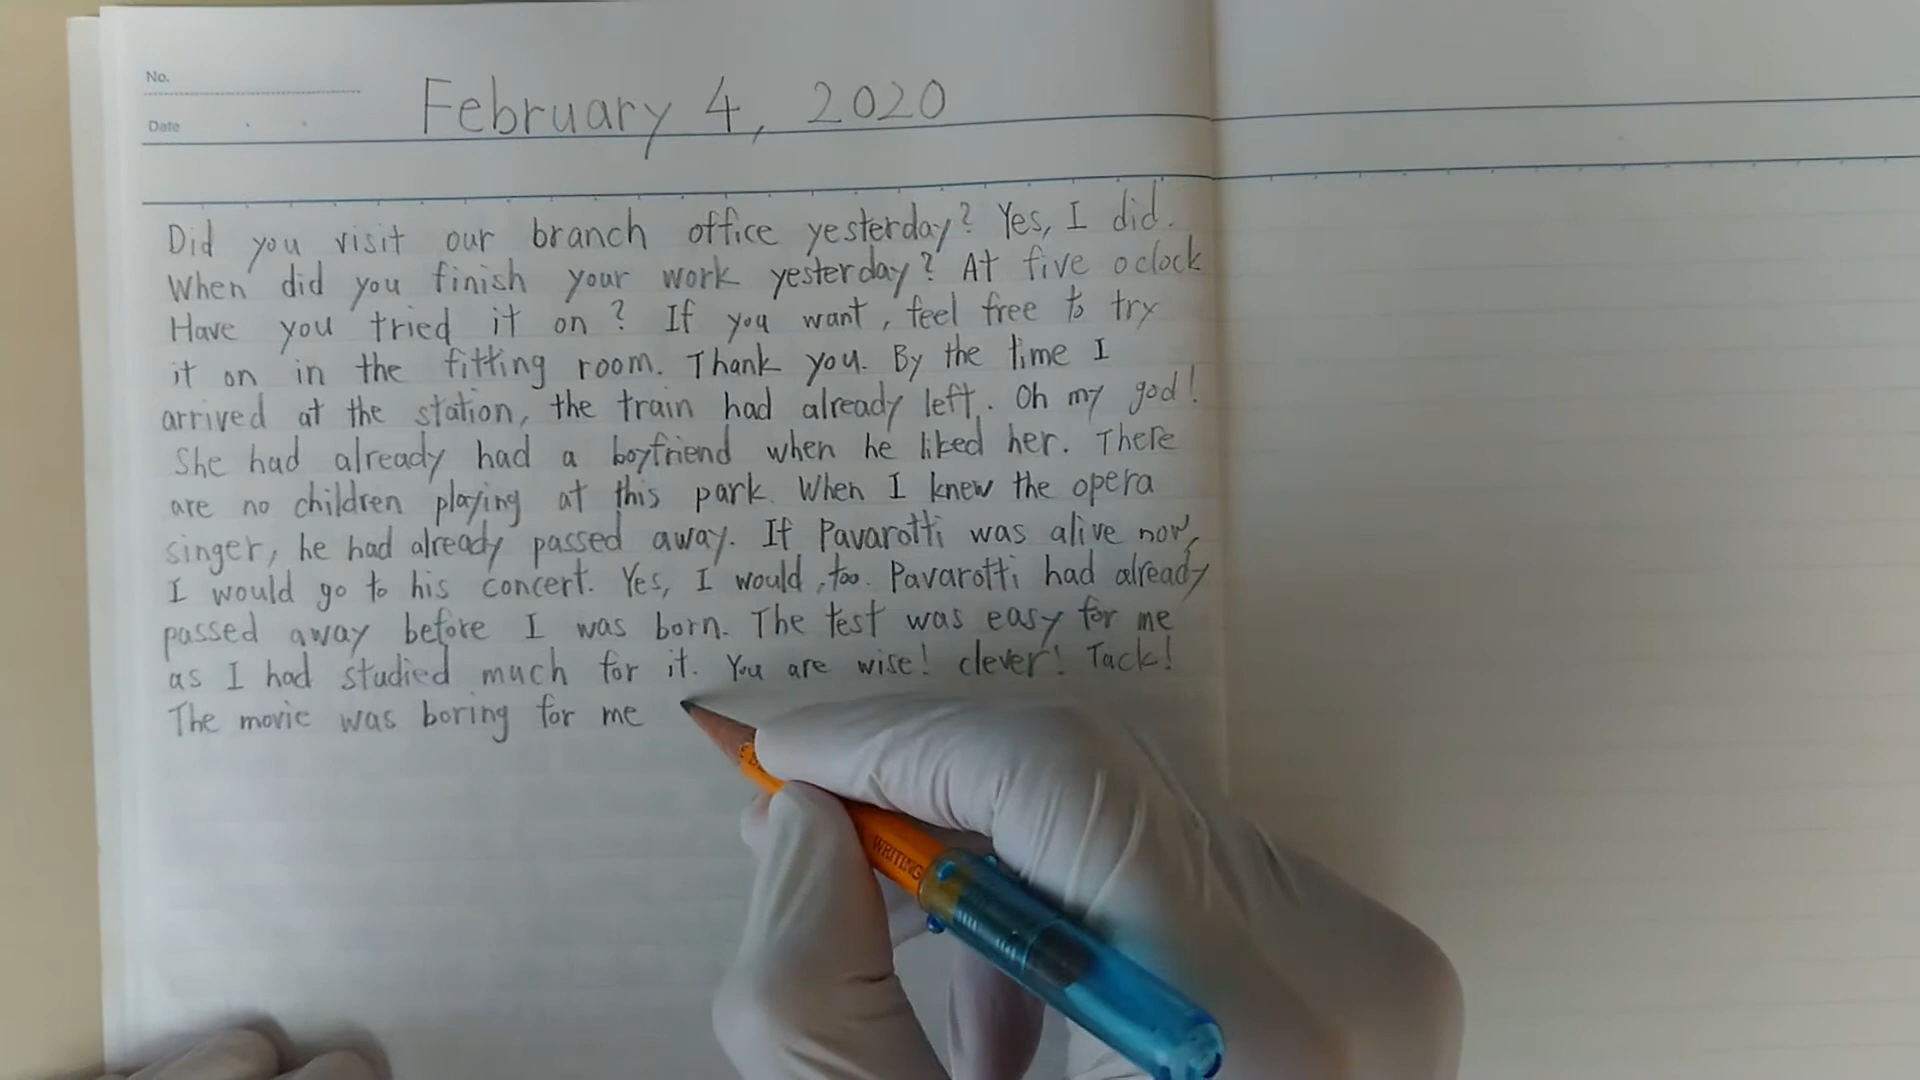 No.
February 4, 2020
Date
Did you visit our branch office yesterday? Yes, I did.
When did you finish your work yesterday? At five oclock
Have you tried it on? If you want, feel free to try
it on in the fitting room. Thank you. By the time I
arrived at the station, the train had already left. Oh my god!
She had already had a boyfriend when he liked her. There
are no children playing at this park. When I knew the opera
singer, he had already passed away. If Pavarotti was alive now,
I would go to his concert. Yes, I would, too. Pavarotti had already
passed away before I was born. The test was easy for me
as I had studied much for it. You are wise! clever! Tack!
The movie was boring for me
WRITING